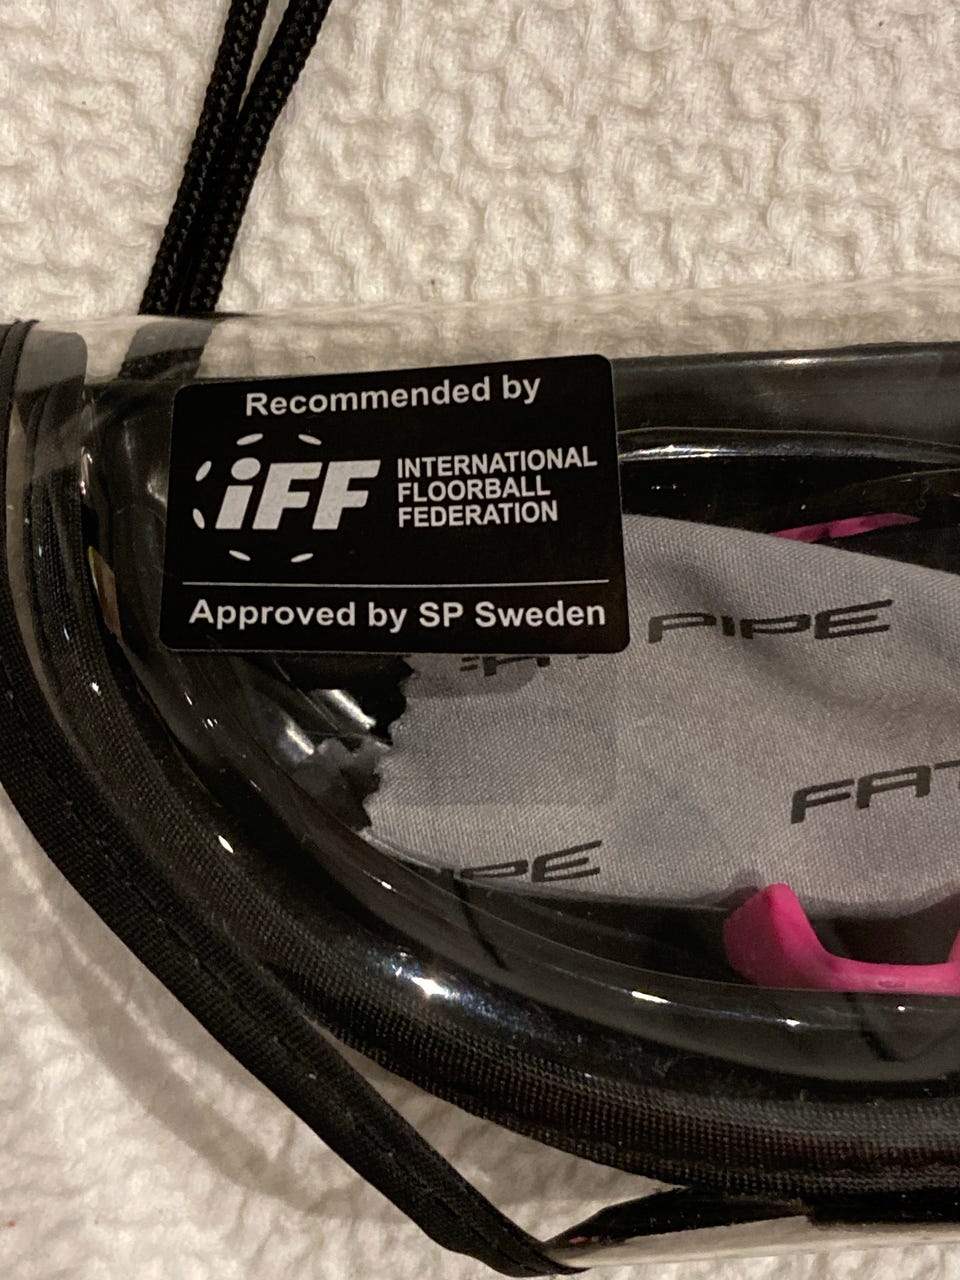 Recommended by
iFF
INTERNATIONAL
FLOORBALL
FEDERATION
Approved by SP Sweden
PIPE
FAT
PIPE